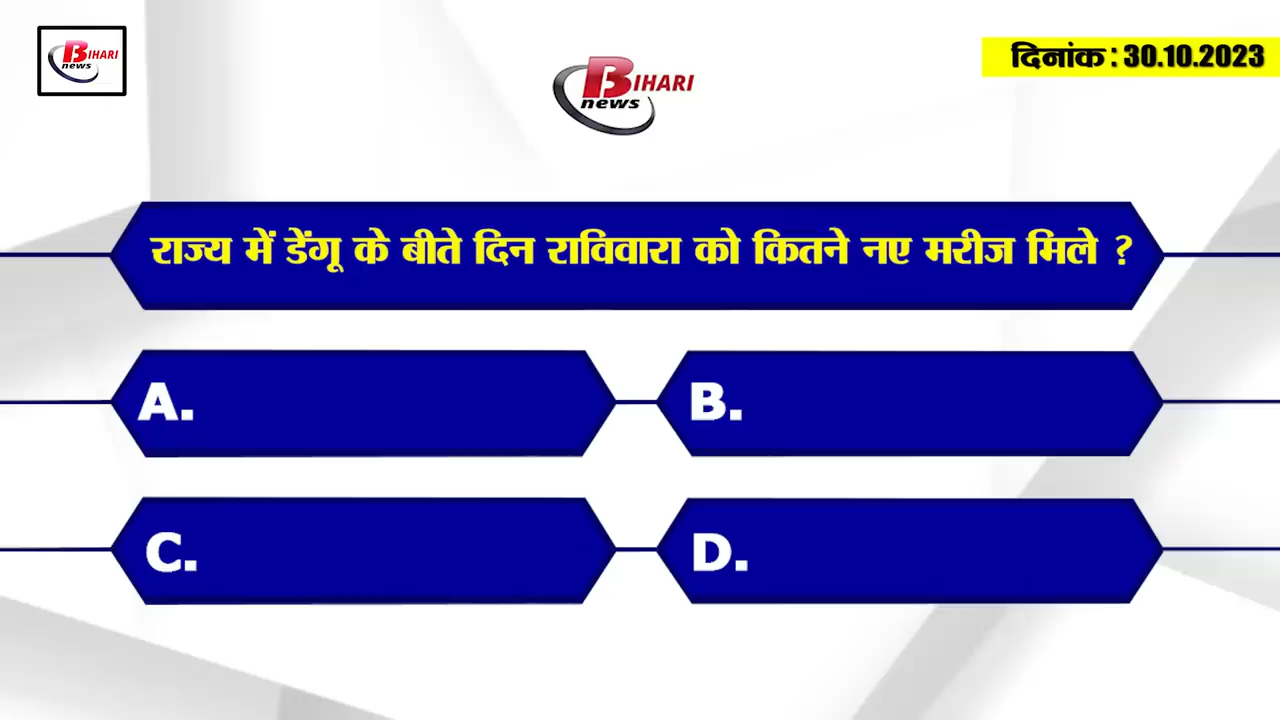 BIHARI
news
दिनांक : 30.10.2023
BIHARI
news
राज्य में डेंगू के बीते दिन राविवारा को कितने नए मरीज मिले ?
A.
B.
C.
D.